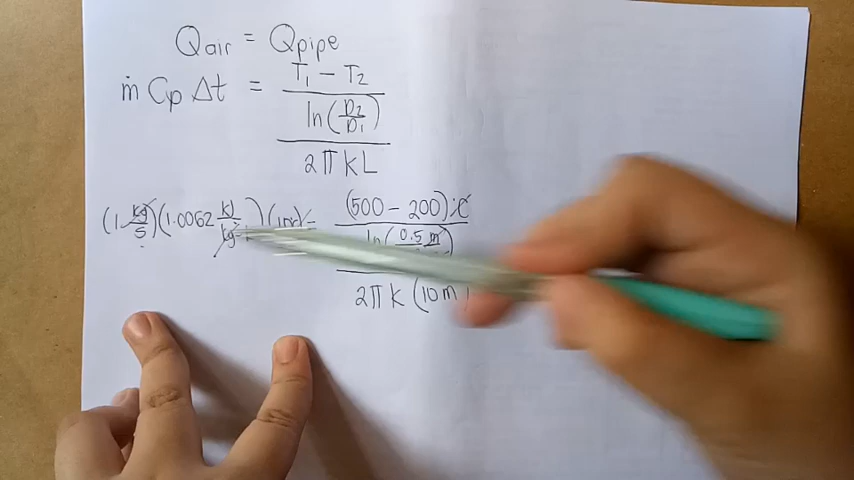 Qair = Qpipe
ṁ Cp Δt = T1 - T2
ln(D2/D1)
2πkL
(1 kg/s)(1.0062 kJ/kg (100 = (500 - 200)°C
ln(0.5 m)
2πk(10m)